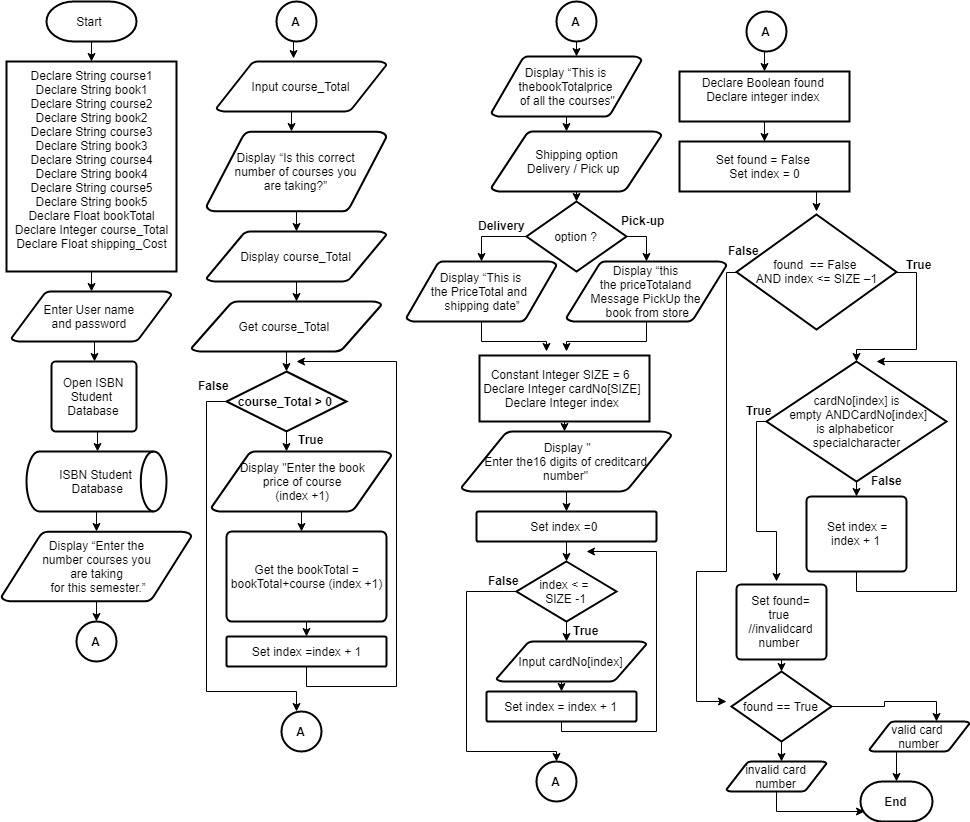 Start
Declare String course1
Declare String book1
Declare String course2
Declare String book2
Declare String course3
Declare String book3
Declare String course4
Declare String book4
Declare String course5
Declare String book5
Declare Float bookTotal
Declare Integer course_Total
Declare Float shipping_Cost
Enter User name
and password
Open ISBN
Student
Database
ISBN Student
Database
Display “Enter the
number courses you
are taking
for this semester.”
A
A
Input course_Total
Display “Is this correct
number of courses you
are taking?”
Display course_Total
Get course_Total
False
course_Total > 0
True
Display "Enter the book
price of course
(index +1)
Get the bookTotal =
bookTotal+course (index +1)
Set index =index + 1
A
A
Display “This is
thebookTotalprice
of all the courses”
Shipping option
Delivery / Pick up
Delivery
Pick-up
option ?
Display “This is
the PriceTotal and
shipping date”
Display “this
the priceTotaland
Message PickUp the
book from store
Constant Integer SIZE = 6
Declare Integer cardNo[SIZE]
Declare Integer index
Display "
Enter the16 digits of creditcard
number"
Set index =0
False
index < =
SIZE -1
True
Input cardNo[index]
Set index = index + 1
A
A
Declare Boolean found
Declare integer index
Set found = False
Set index = 0
False
found == False
AND index <= SIZE –1
True
cardNo[index] is
empty ANDCardNo[index]
is alphabeticor
specialcharacter
True
False
Set index =
index + 1
Set found=
true
//invalidcard
number
found == True
valid card
number
invalid card
number
End